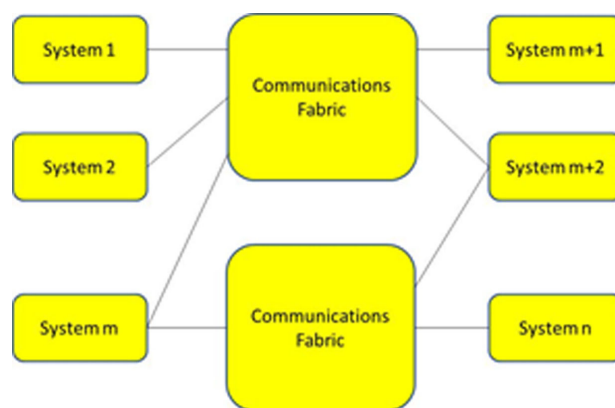 System 1
Communications
Fabric
System m+1
System 2
System m+2
System m
Communications
Fabric
System n